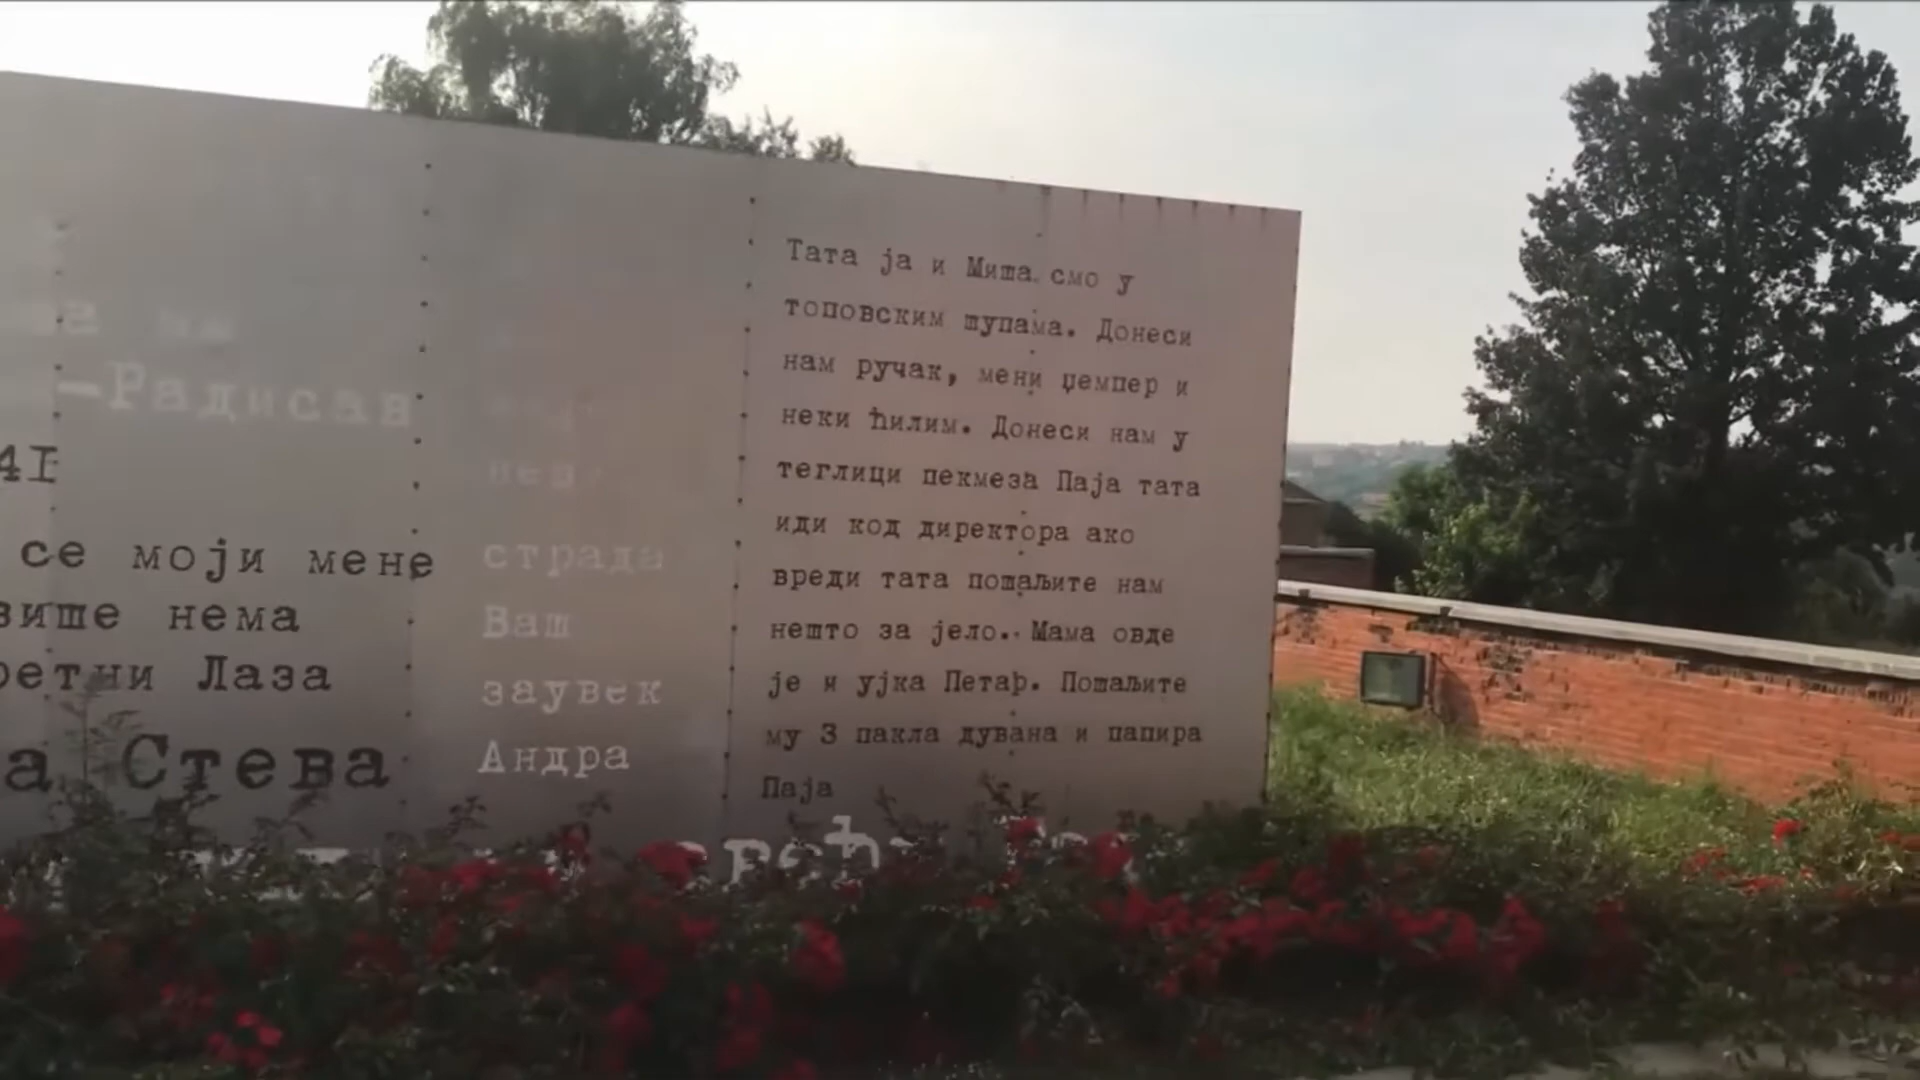 –Радисав
41
се моји мене
више нема
Лаза
Стева
страда
Ваш
заувек
Андра
Тата ја и Миша смо у
топовским шупама. Донеси
нам ручак, мени џемпер и
неки ћилим. Донеси нам у
теглици пекмеза Паја тата
иди код директора ако
вреди тата пошаљите нам
нешто за јело. Мама овде
је и ујка Петар. Пошаљите
му 3 пакла дувана и папира
Паја